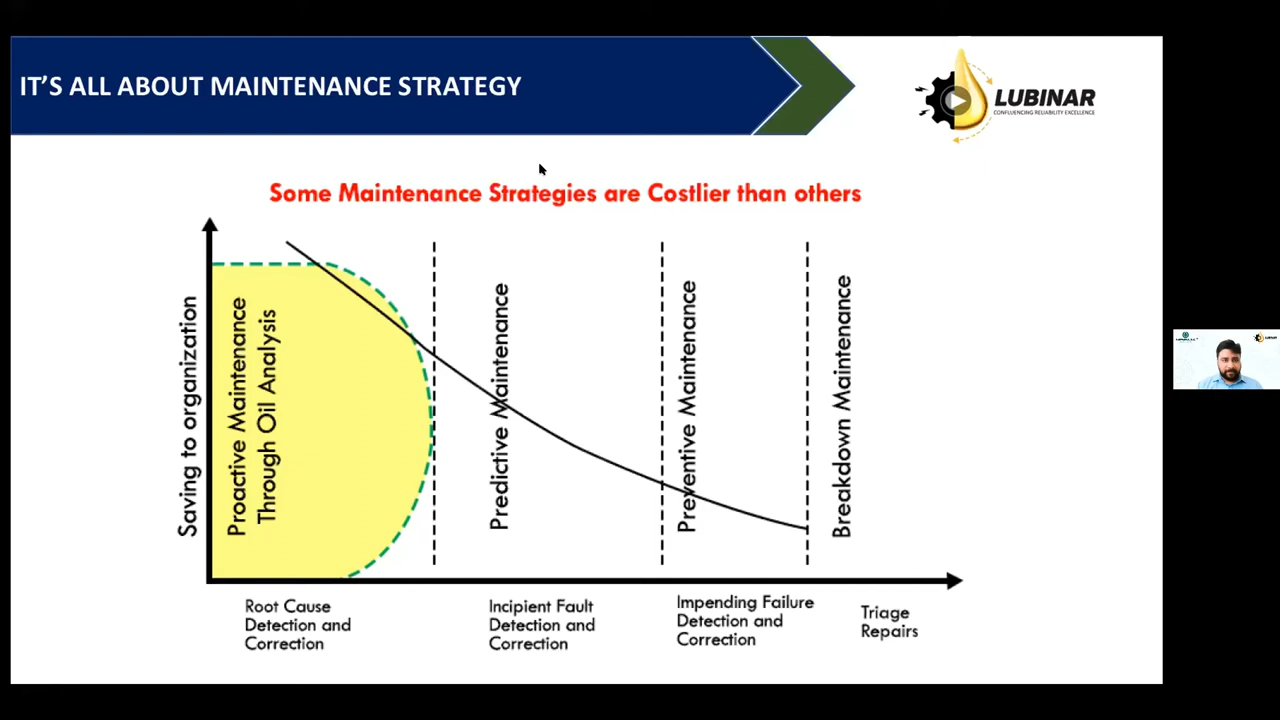 IT'S ALL ABOUT MAINTENANCE STRATEGY
LUBINAR
CONFLUENCING RELIABILITY EXCELLENCE
Some Maintenance Strategies are Costlier than others
Saving to organization
Proactive Maintenance
Through Oil Analysis
Predictive Maintenance
Preventive Maintenance
Breakdown Maintenance
Root Cause
Detection and
Correction
Incipient Fault
Detection and
Correction
Impending Failure
Detection and
Correction
Triage
Repairs